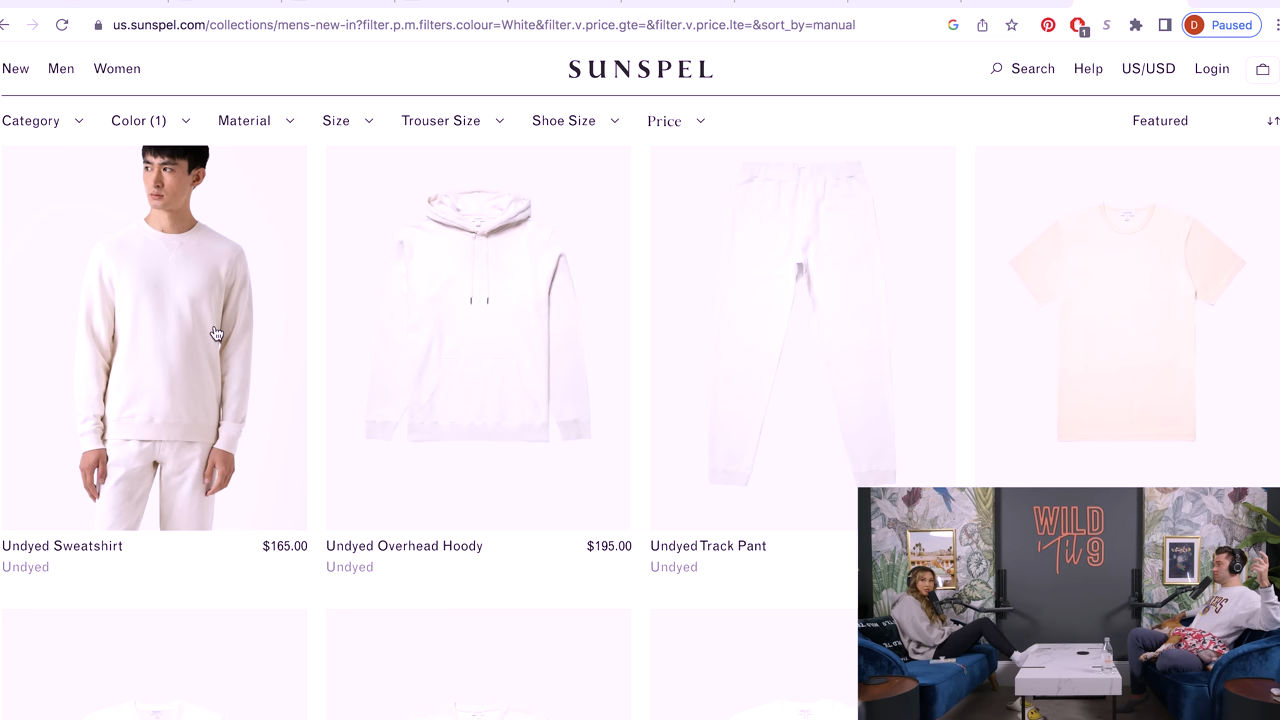 us.sunspel.com/collections/mens-new-in?filter.p.m.filters.colour=White&filter.v.price.gte=&filter.v.price.lte=&sort_by=manual
1
D Paused
New Men Women
SUNSPEL
Search Help US/USD Login
Category Color (1) Material Size Trouser Size Shoe Size Price Featured
Undyed Sweatshirt $165.00
Undyed
Undyed Overhead Hoody $195.00
Undyed
Undyed Track Pant
Undyed
WILD
'Til 9